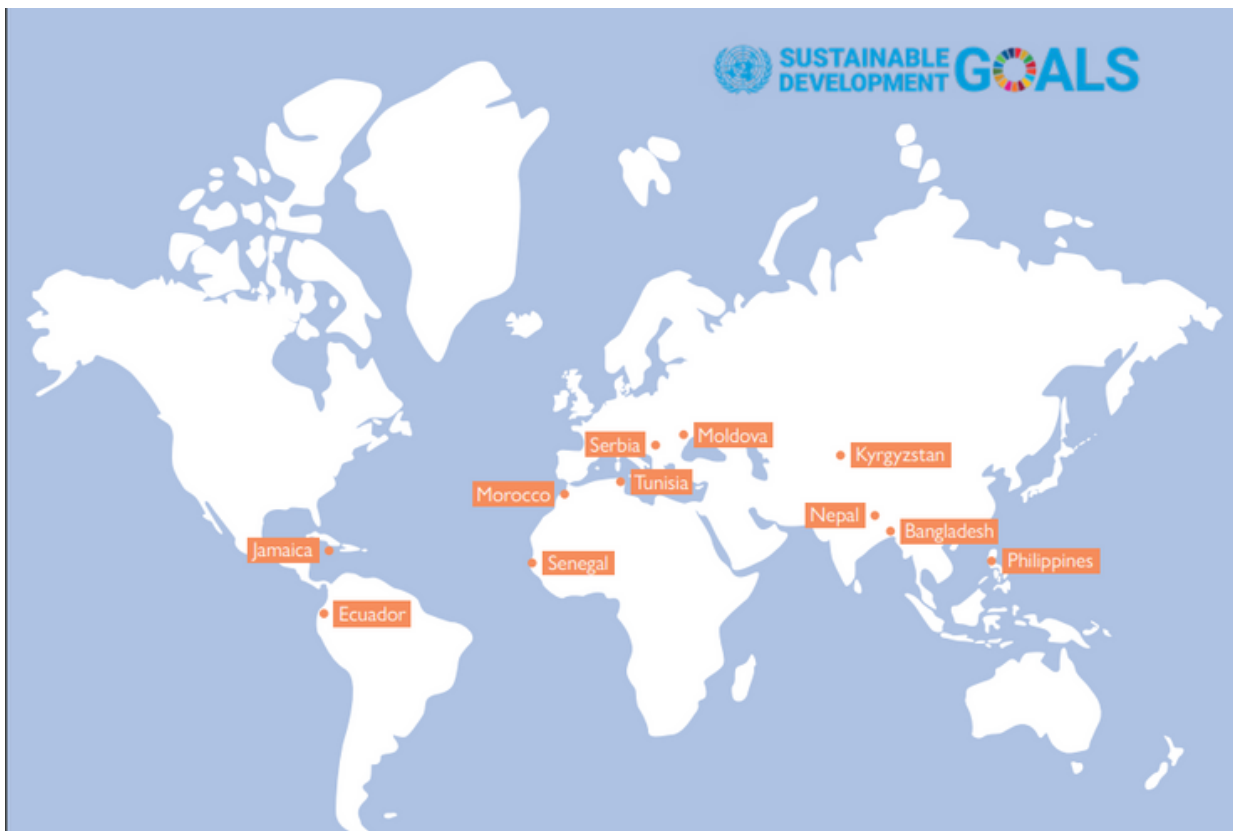 SUSTAINABLE
DEVELOPMENT
GOALS
Moldova
Serbia
Kyrgyzstan
Tunisia
Morocco
Nepal
Bangladesh
Jamaica
Senegal
Philippines
Ecuador